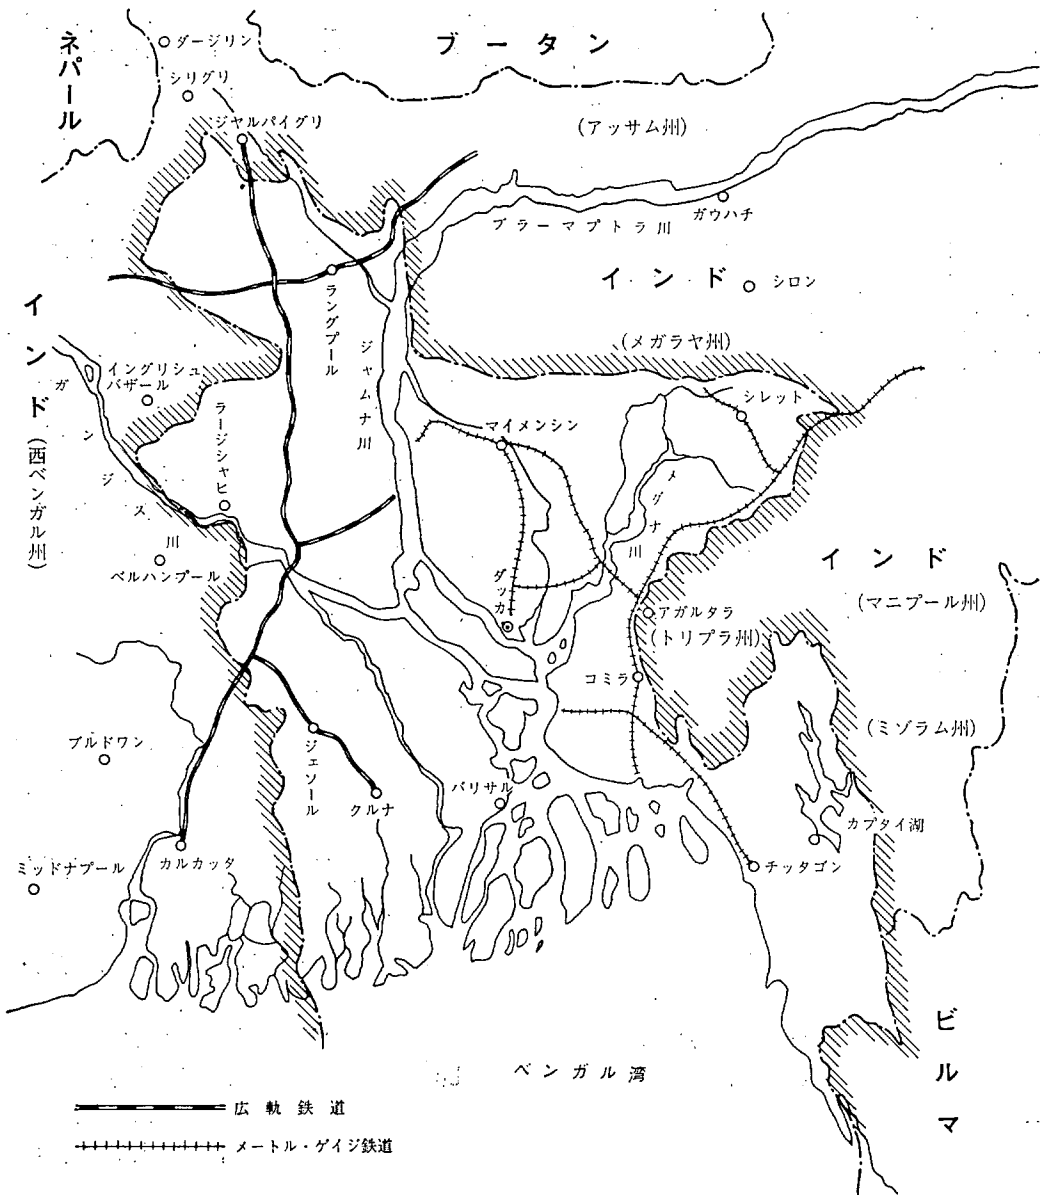 ネパール
ダージリン
ブータン
シリグリ
ジヤルパイグリ
(アッサム州)
ガウハチ
ブラーマプトラ川
インド
シロン
ラングプール
(メガラヤ州)
インド
(西ベンガル州)
ガンジス川
イングリシュ
バザール
ジャムナ川
ラージシャヒ
シレット
マイメンシン
メグナ川
ベルハンプール
ダッカ
インド
(マニプール州)
アガルタラ
(トリプラ州)
コミラ
(ミゾラム州)
ブルドワン
ジェソール
クルナ
バリサル
カプタイ湖
ミッドナプール
カルカッタ
チッタゴン
ビルマ
ベンガル湾
広軌鉄道
メートル・ゲイジ鉄道